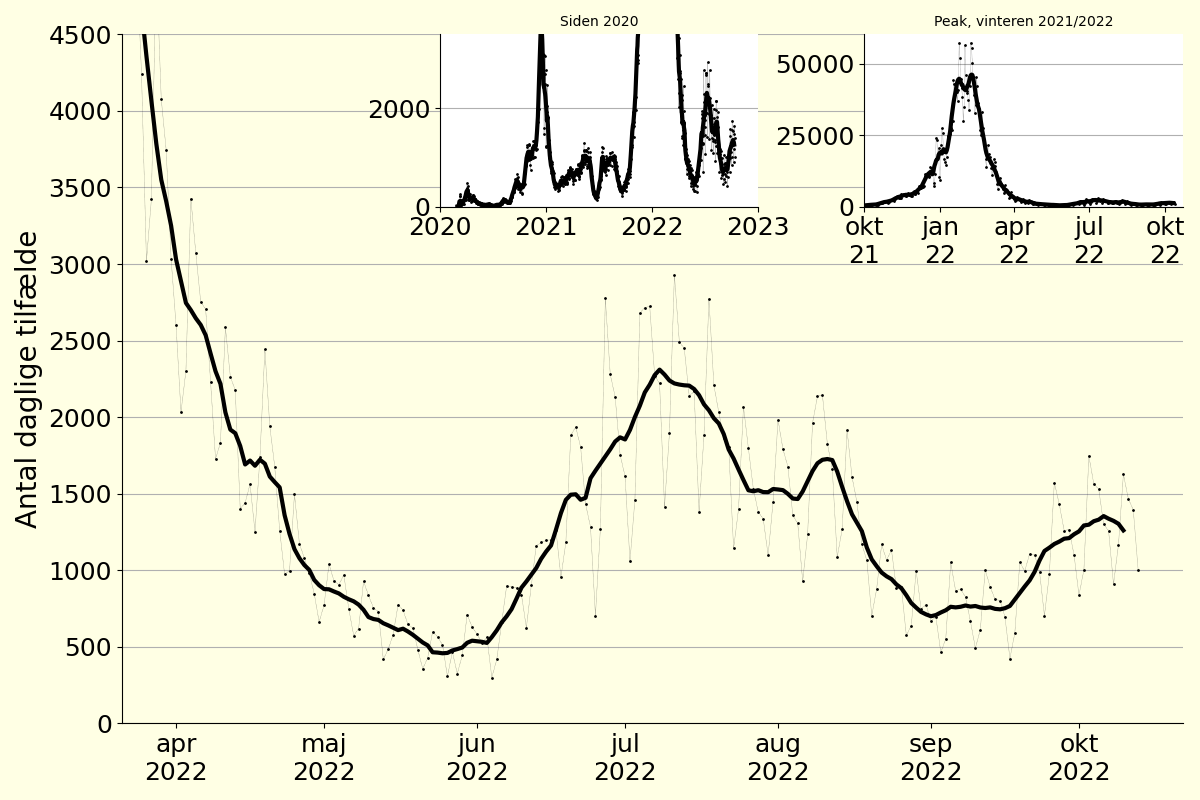 Siden 2020
Peak, vinteren 2021/2022
4500
4000
3500
3000
2500
2000
1500
1000
500
0
Antal daglige tilfælde
2000
0
2020 2021 2022 2023
50000
25000
0
okt jan apr jul okt
21 22 22 22 22
apr maj jun jul aug sep okt
2022 2022 2022 2022 2022 2022 2022